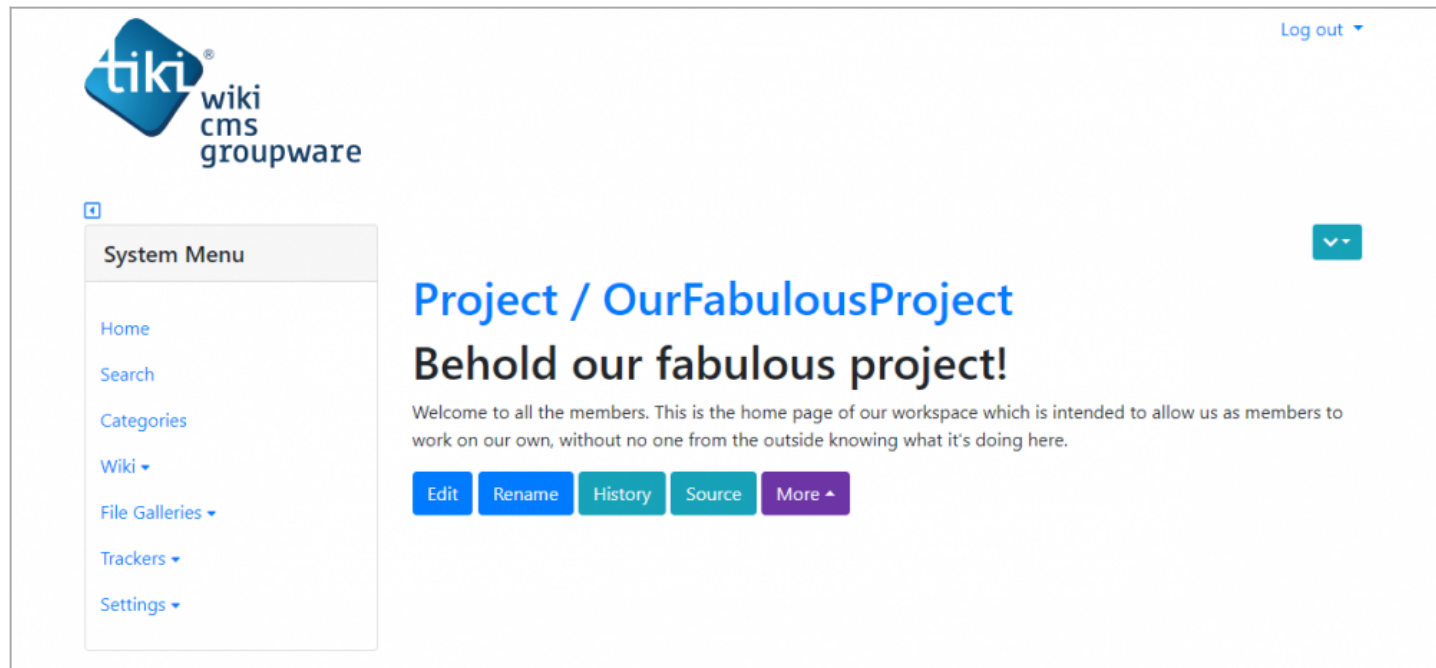 Log out
tiki®
wiki
cms
groupware
System Menu
Home
Search
Categories
Wiki
File Galleries
Trackers
Settings
Project / OurFabulousProject
Behold our fabulous project!
Welcome to all the members. This is the home page of our workspace which is intended to allow us as members to
work on our own, without no one from the outside knowing what it's doing here.
Edit Rename History Source More